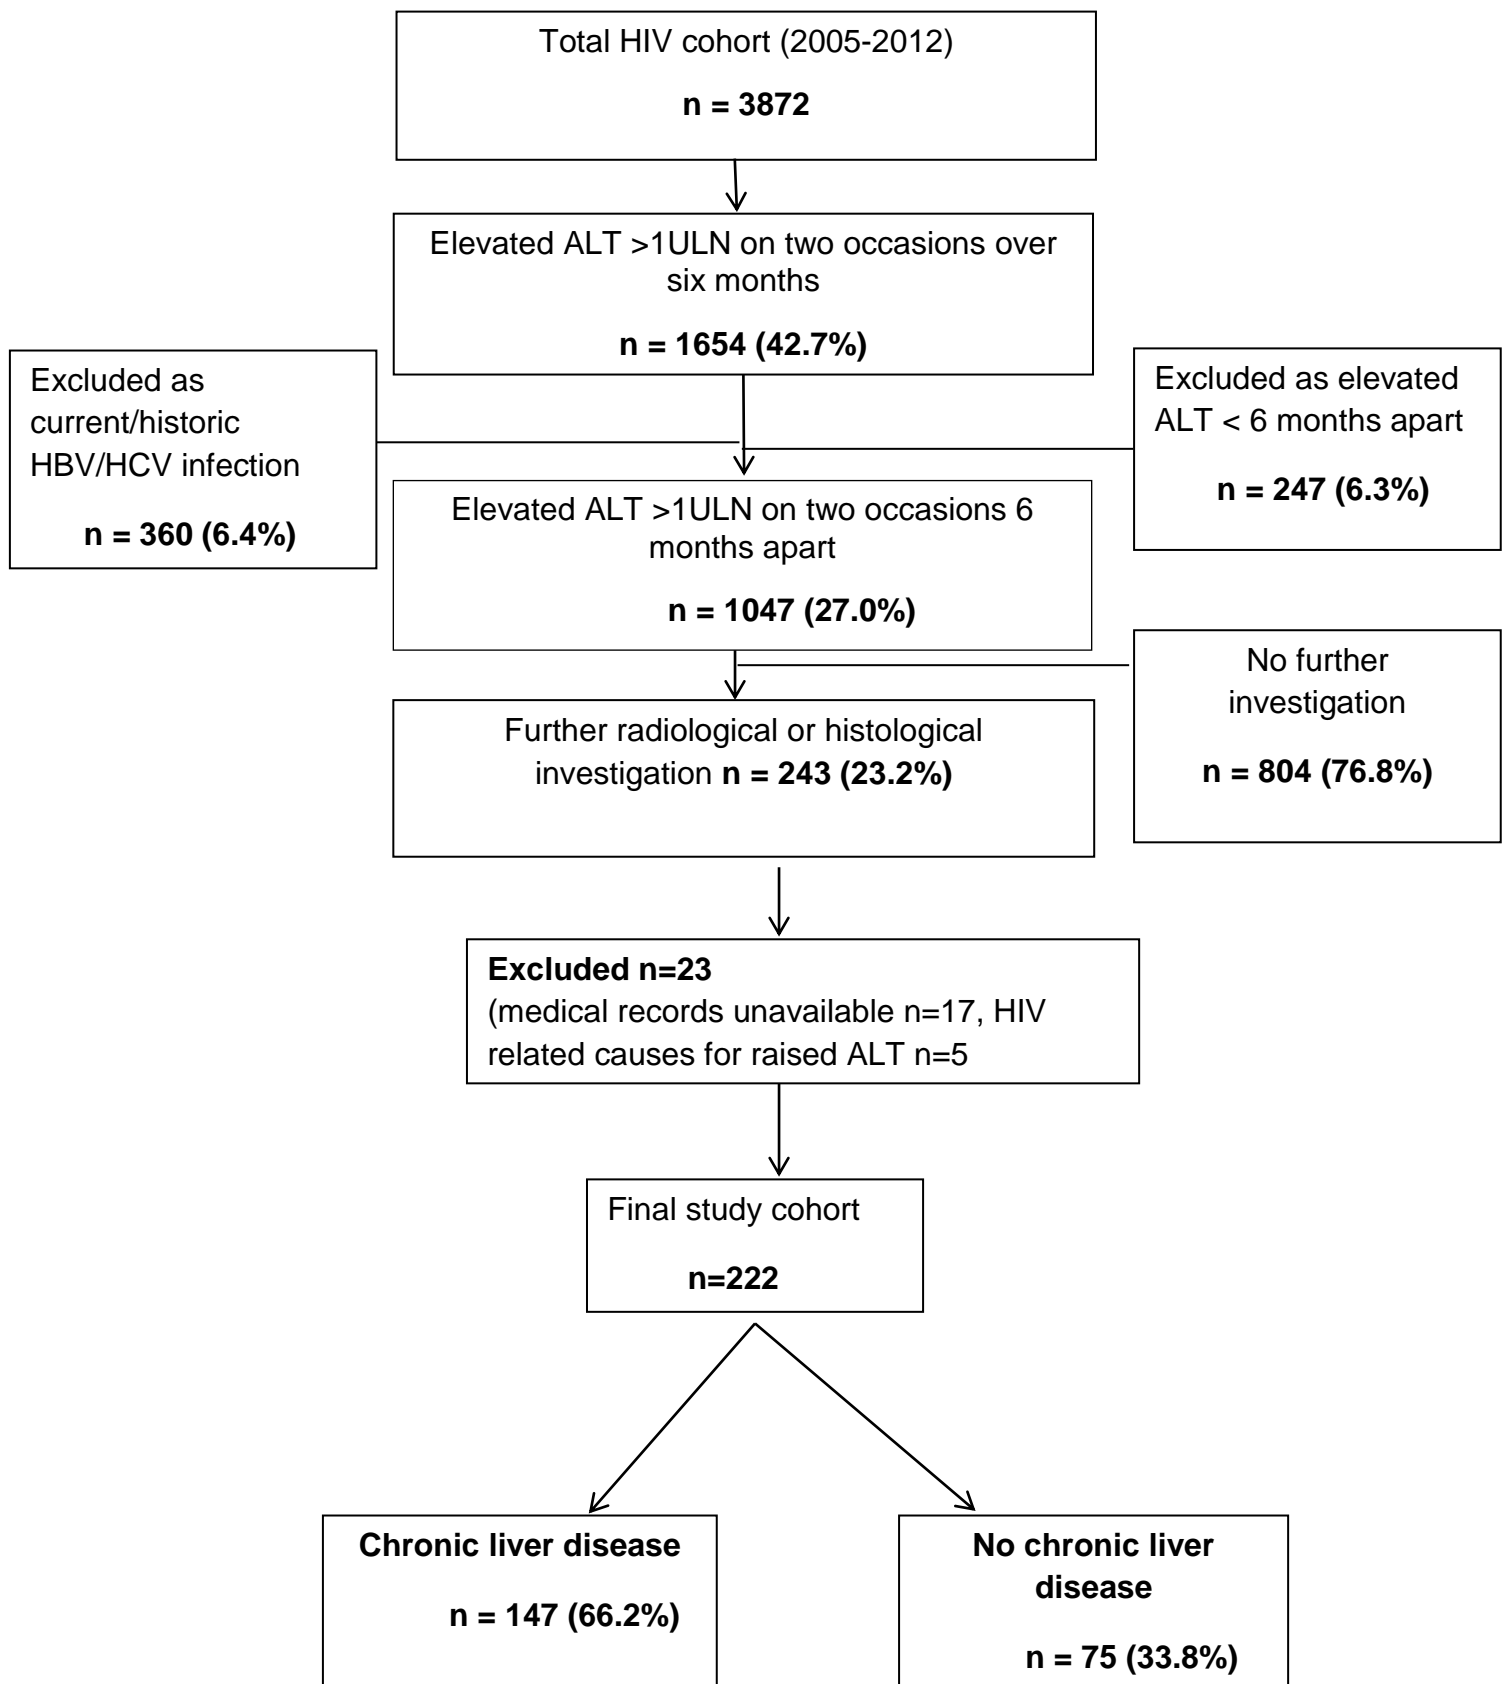 Total HIV cohort (2005-2012)
n = 3872
Elevated ALT >1ULN on two occasions over
six months
n = 1654 (42.7%)
Excluded as
current/historic
HBV/HCV infection
n = 360 (6.4%)
Excluded as elevated
ALT < 6 months apart
n = 247 (6.3%)
Elevated ALT >1ULN on two occasions 6
months apart
n = 1047 (27.0%)
No further
investigation
n = 804 (76.8%)
Further radiological or histological
investigation n = 243 (23.2%)
Excluded n=23
(medical records unavailable n=17, HIV
related causes for raised ALT n=5
Final study cohort
n=222
Chronic liver disease
n = 147 (66.2%)
No chronic liver
disease
n = 75 (33.8%)